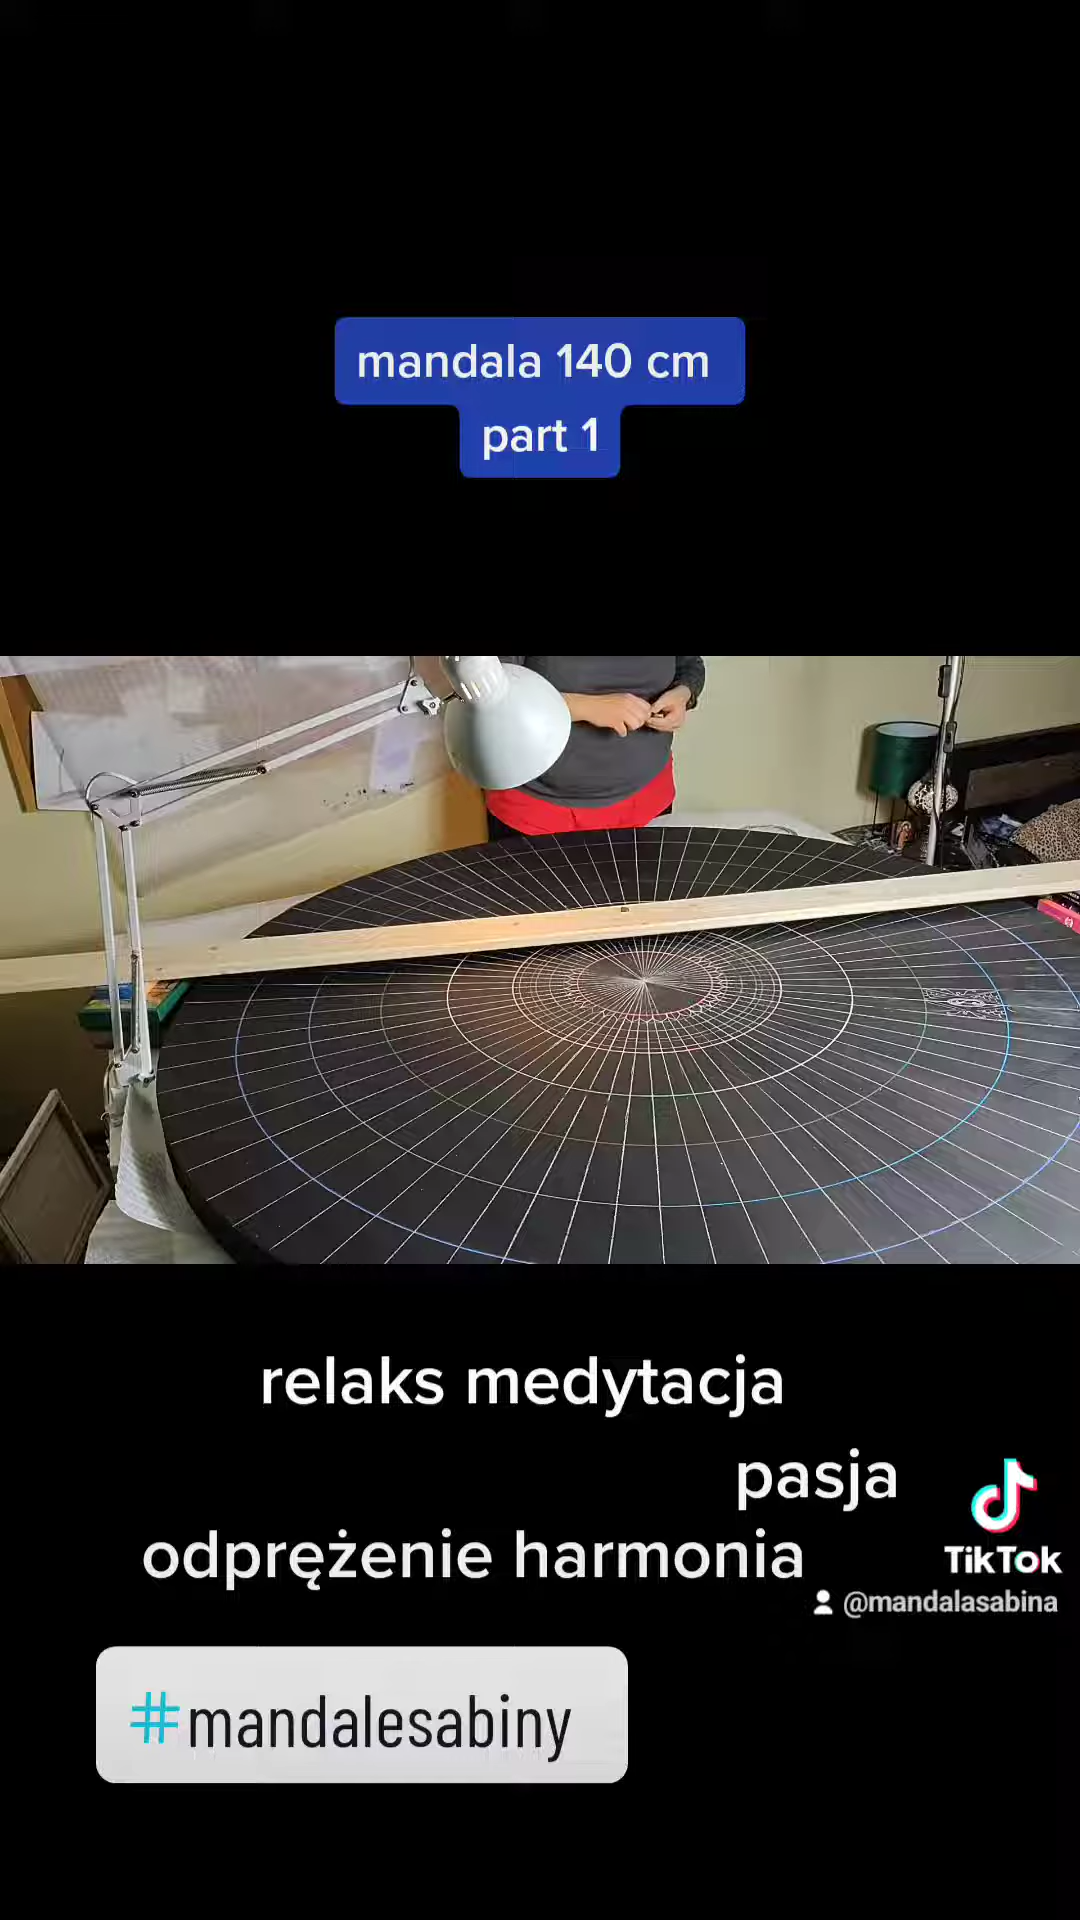 mandala 140 cm
part 1
relaks medytacja
pasja
odprężenie harmonia
TikTok
@mandalasabina
#mandalesabiny